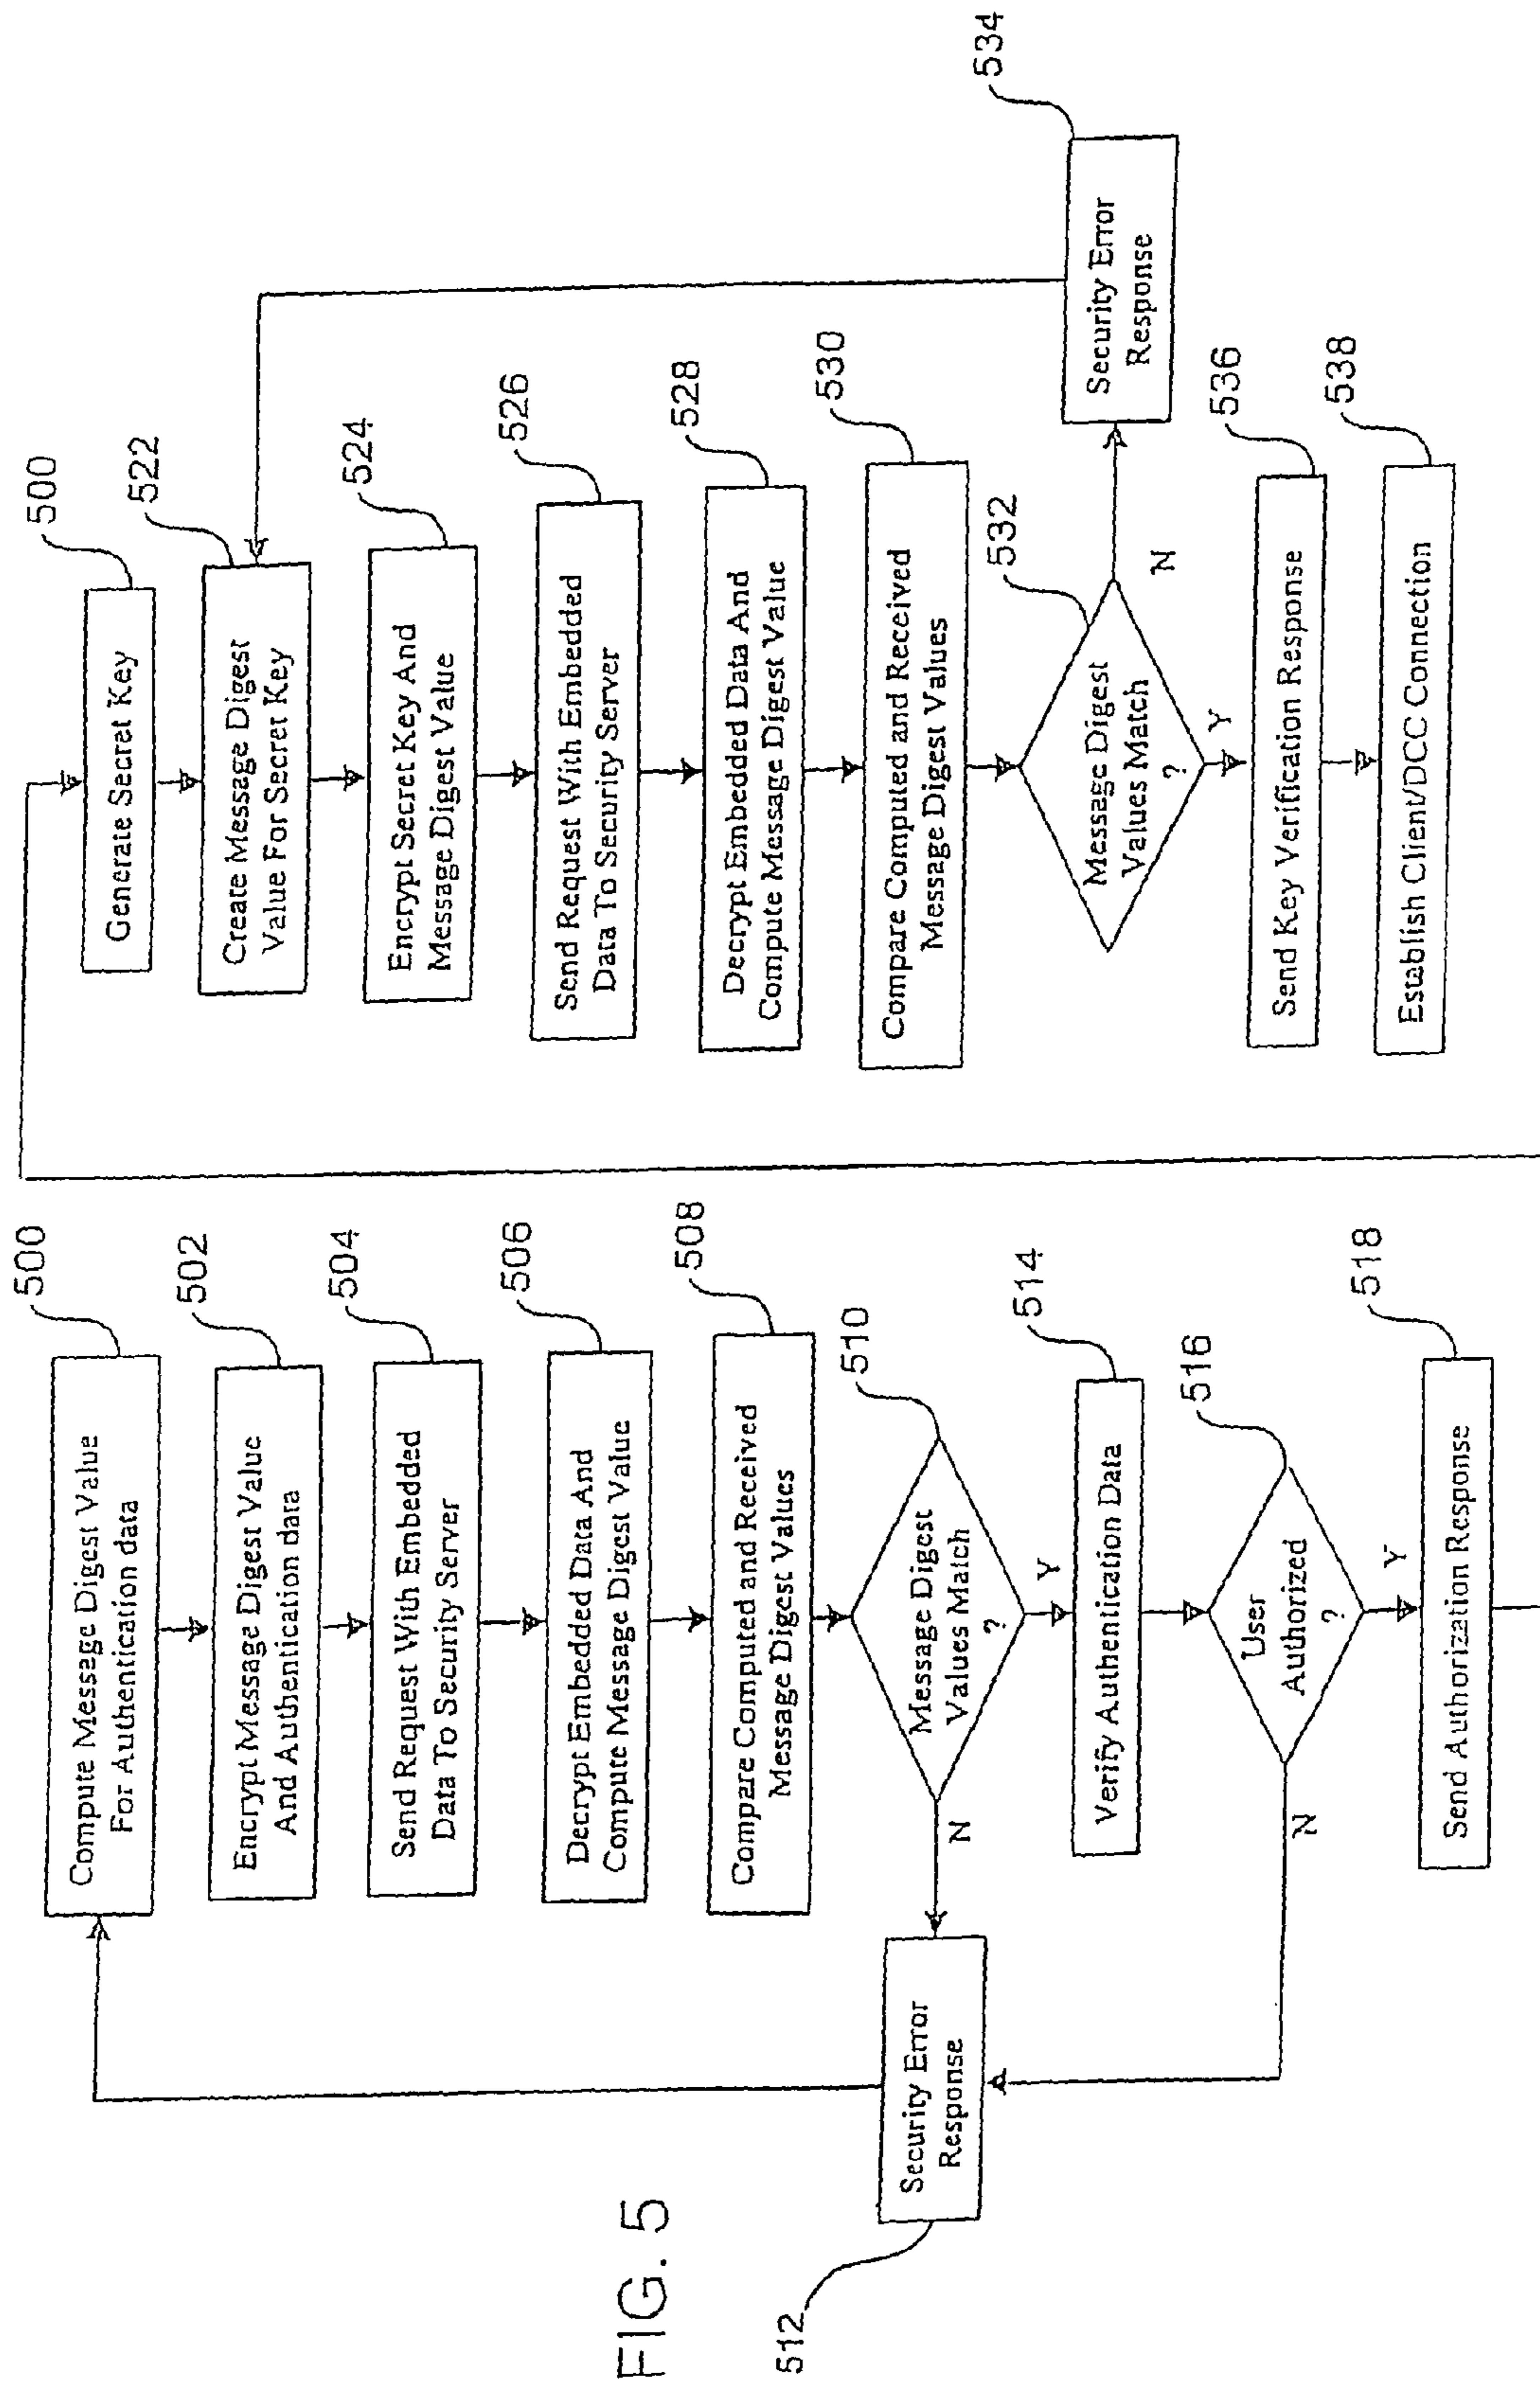 500
Compute Message Digest Value
For Authentication data
502
Encrypt Message Digest Value
And Authentication data
504
Send Request With Embedded
Data To Security Server
506
Decrypt Embedded Data And
Compute Message Digest Value
508
Compare Computed and Received
Message Digest Values
510
Message Digest
Values Match
?
N
Y
512
Security Error
Response
514
Verify Authentication Data
516
User
Authorized
?
N
Y
518
Send Authorization Response
500
Generate Secret Key
522
Create Message Digest
Value For Secret Key
524
Encrypt Secret Key And
Message Digest Value
526
Send Request With Embedded
Data To Security Server
528
Decrypt Embedded Data And
Compute Message Digest Value
530
Compare Computed and Received
Message Digest Values
532
Message Digest
Values Match
?
N
Y
534
Security Error
Response
536
Send Key Verification Response
538
Establish Client/DCC Connection
FIG. 5